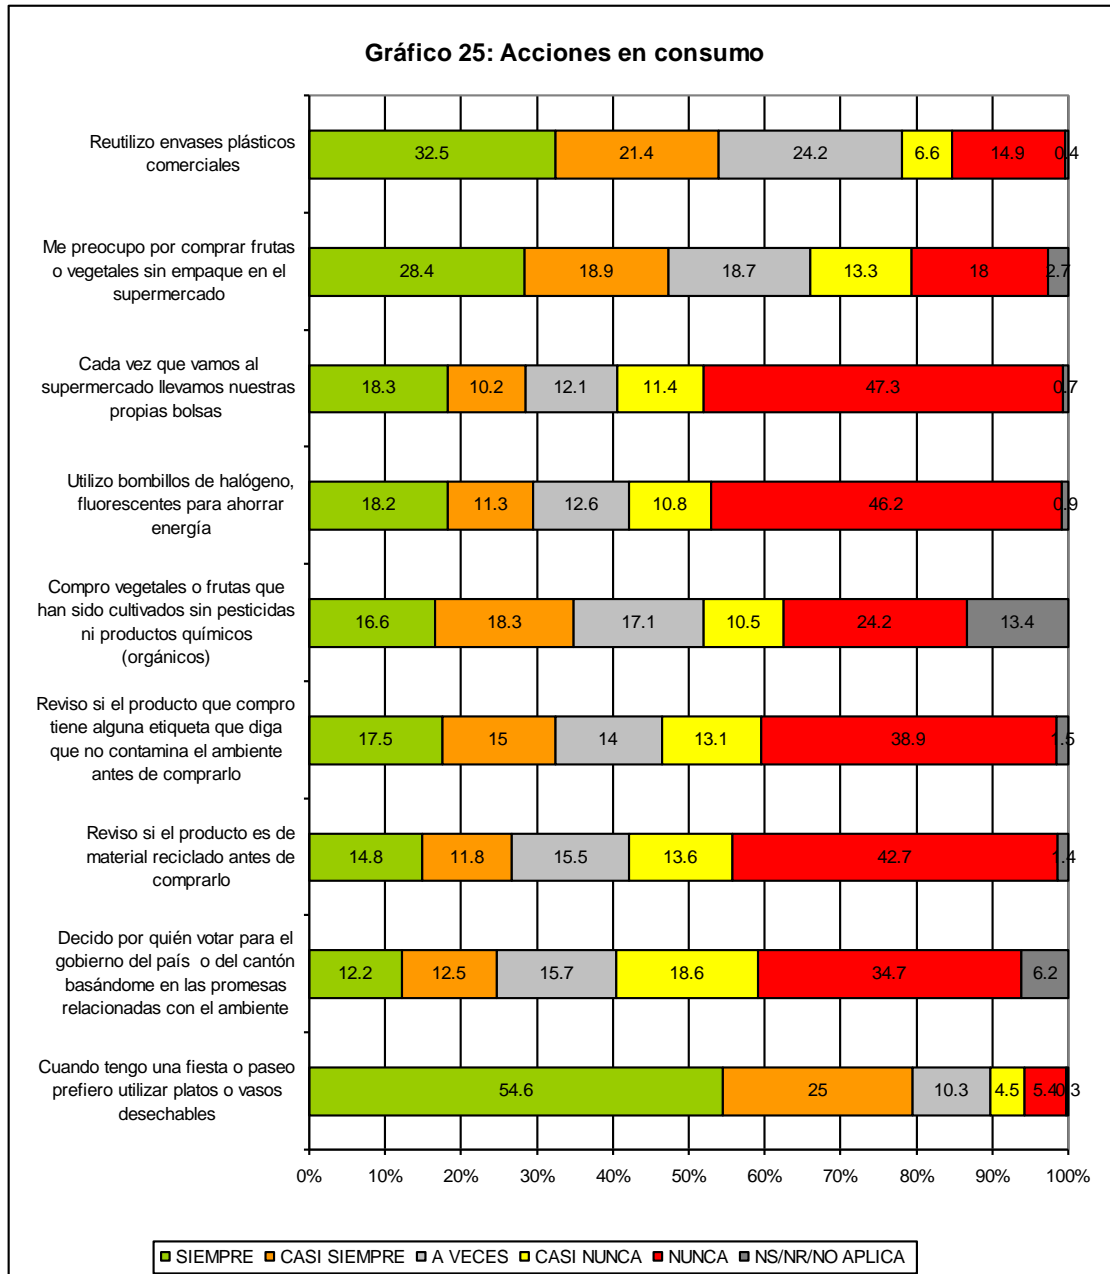 Gráfico 25: Acciones en consumo
Reutilizo envases plásticos
comerciales
32.5 21.4 24.2 6.6 14.9 0.4
Me preocupo por comprar frutas
o vegetales sin empaque en el
supermercado
28.4 18.9 18.7 13.3 18 2.7
Cada vez que vamos al
supermercado llevamos nuestras
propias bolsas
18.3 10.2 12.1 11.4 47.3 0.7
Utilizo bombillos de halógeno,
fluorescentes para ahorrar
energía
18.2 11.3 12.6 10.8 46.2 0.9
Compro vegetales o frutas que
han sido cultivados sin pesticidas
ni productos químicos
(orgánicos)
16.6 18.3 17.1 10.5 24.2 13.4
Reviso si el producto que compro
tiene alguna etiqueta que diga
que no contamina el ambiente
antes de comprarlo
17.5 15 14 13.1 38.9 1.5
Reviso si el producto es de
material reciclado antes de
comprarlo
14.8 11.8 15.5 13.6 42.7 1.4
Decido por quién votar para el
gobierno del país o del cantón
basándome en las promesas
relacionadas con el ambiente
12.2 12.5 15.7 18.6 34.7 6.2
Cuando tengo una fiesta o paseo
prefiero utilizar platos o vasos
desechables
54.6 25 10.3 4.5 5.4 0.3
0% 10% 20% 30% 40% 50% 60% 70% 80% 90% 100%
SIEMPRE CASI SIEMPRE A VECES CASI NUNCA NUNCA NS/NR/NO APLICA